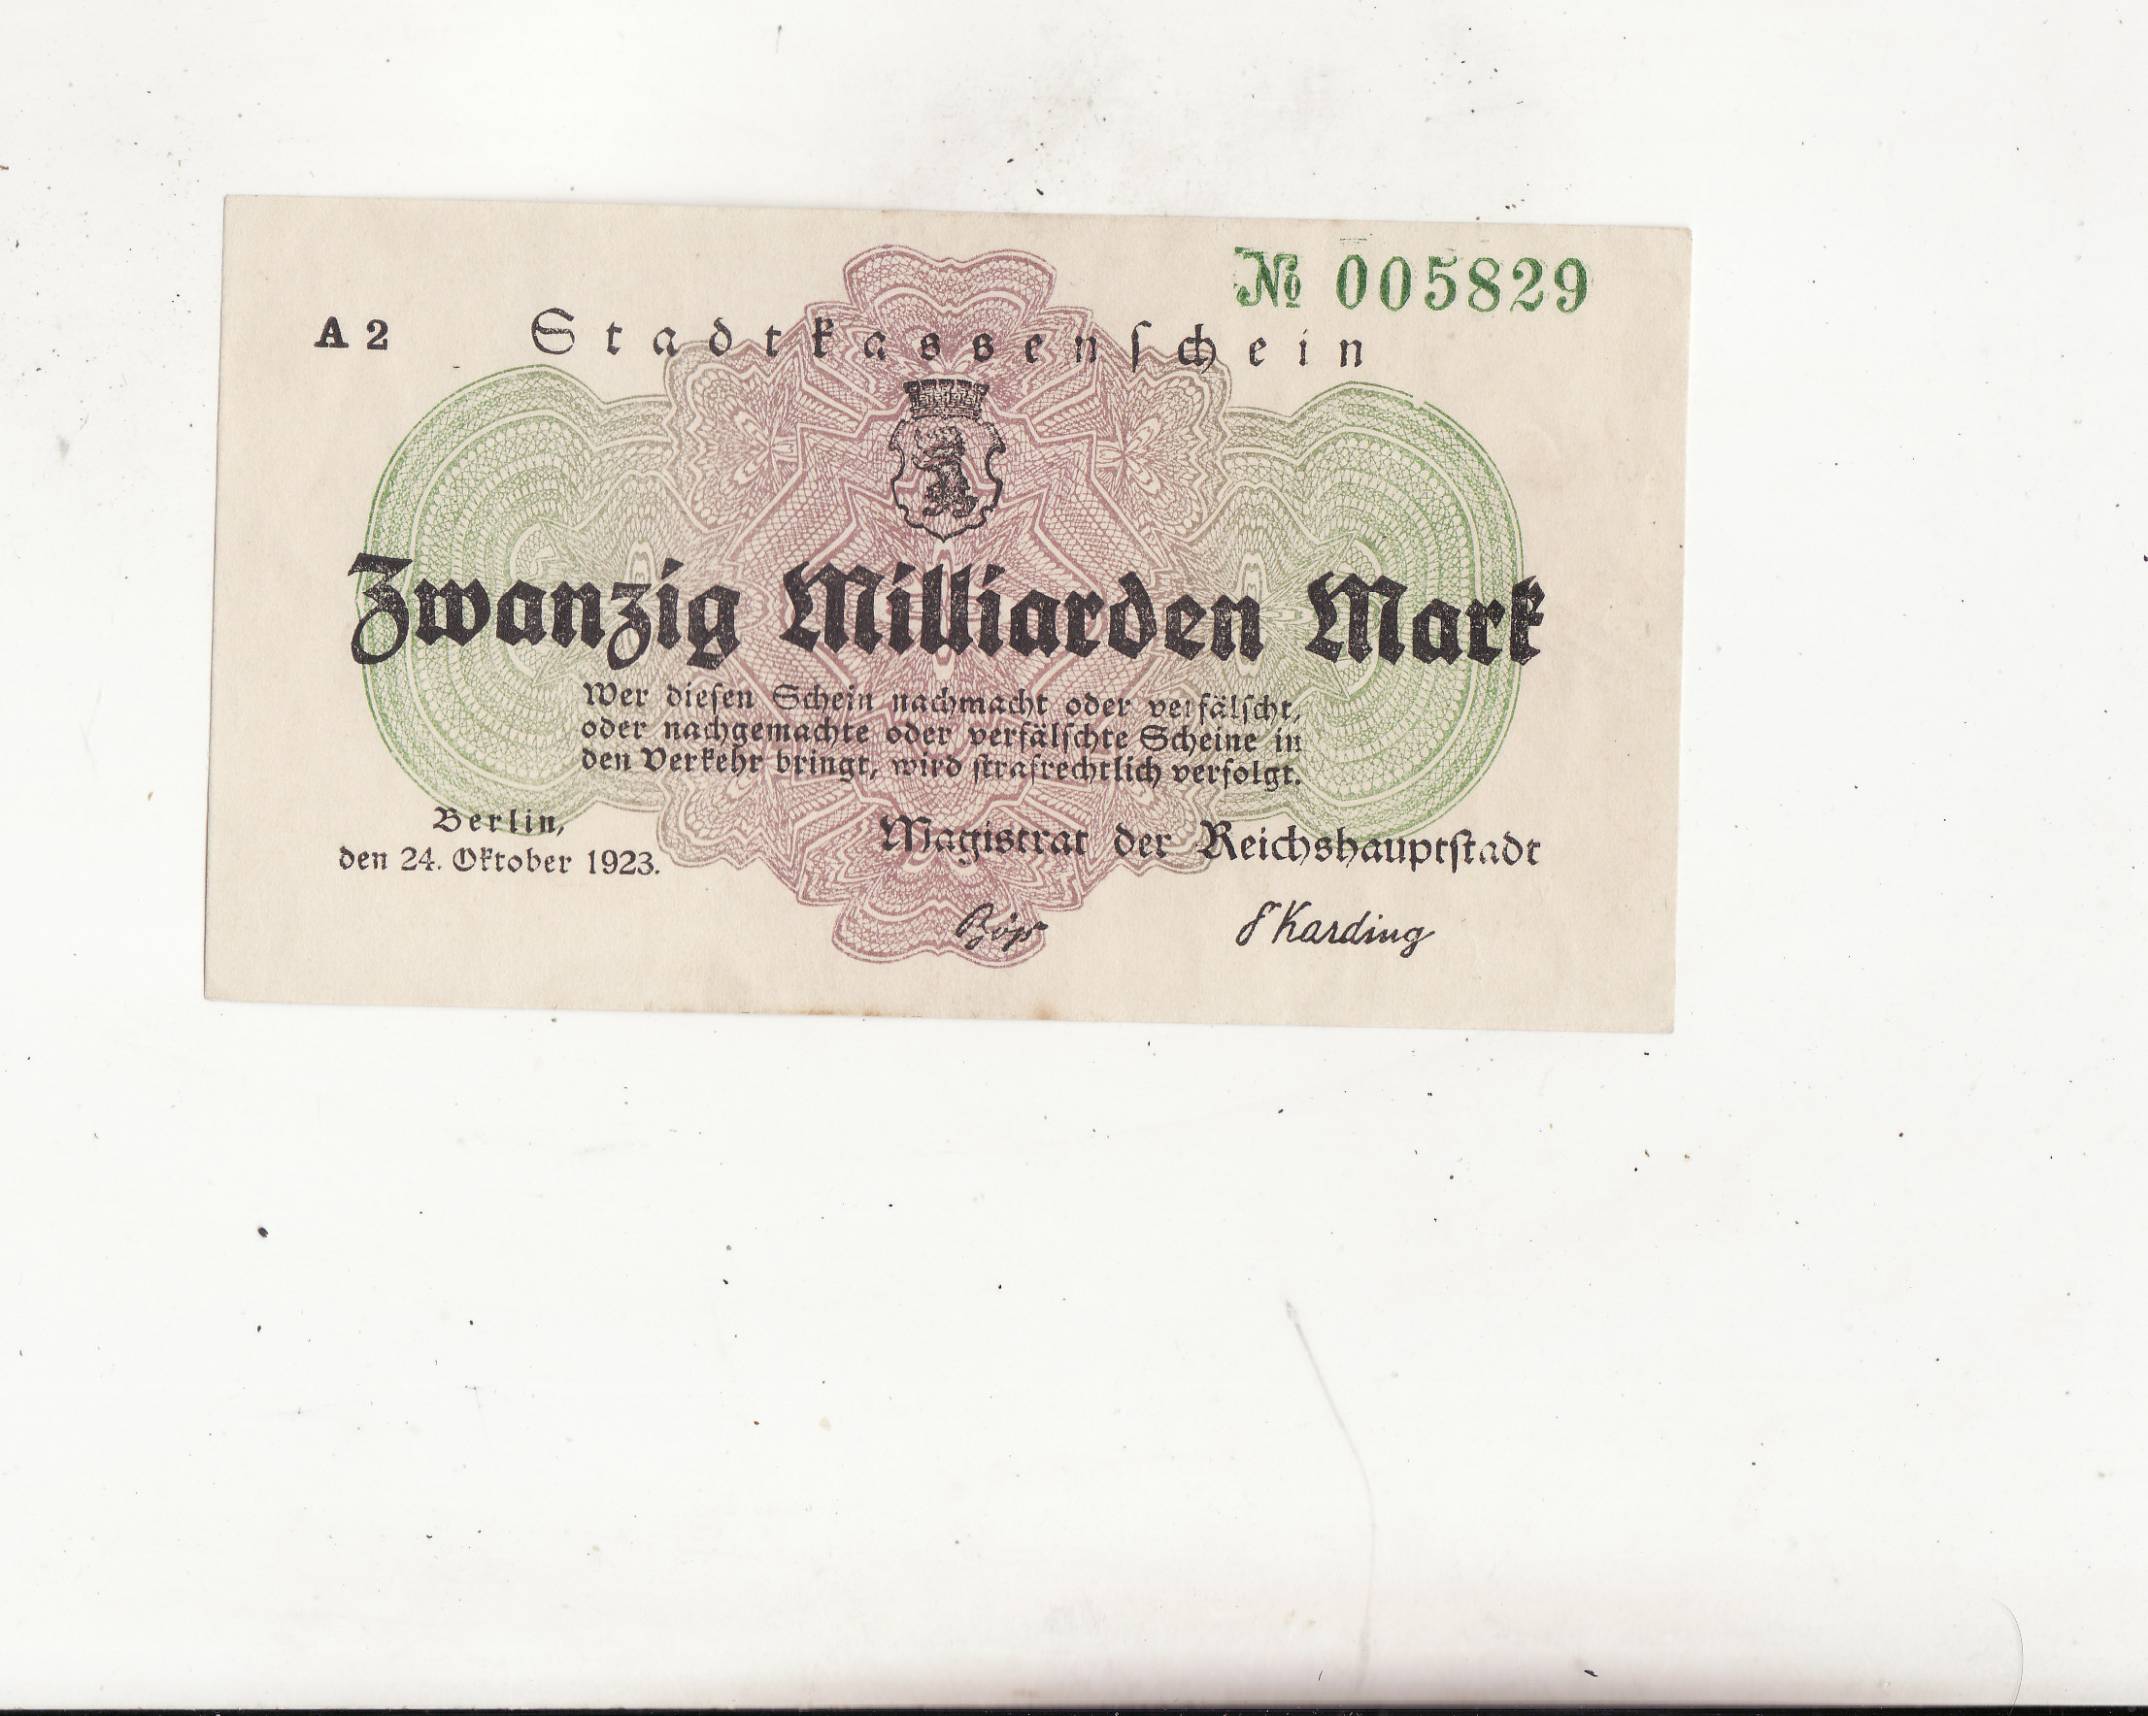 № 005829
A 2 Stadtkassenschein
Zwanzig Milliarden Mark
Wer diesen Schein nachmacht oder verfälscht,
oder nachgemachte oder verfälschte Scheine in
den Verkehr bringt, wird strafrechtlich verfolgt.
Berlin,
den 24. Oktober 1923.
Magistrat der Reichshauptstadt
Böß
Karding